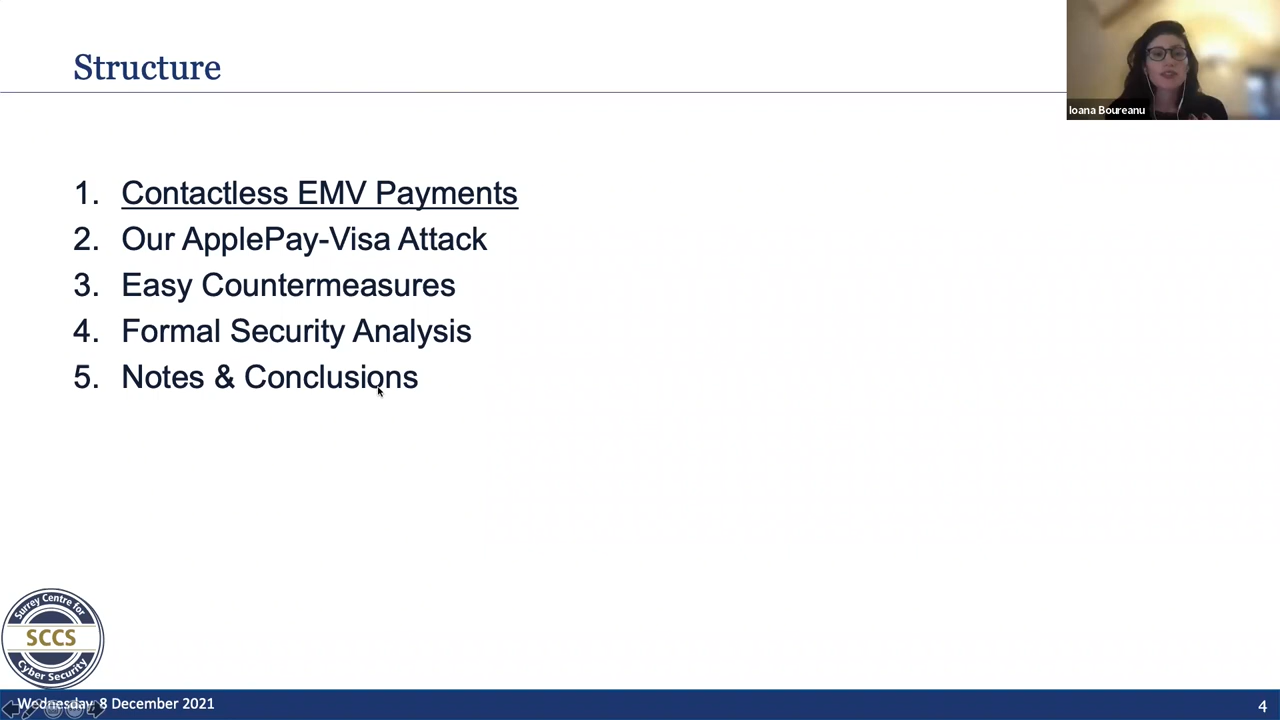 Structure
Ioana Boureanu
1. Contactless EMV Payments
2. Our ApplePay-Visa Attack
3. Easy Countermeasures
4. Formal Security Analysis
5. Notes & Conclusions
Surrey Centre for
SCCS
Cyber Security
Wednesday, 8 December 2021
4